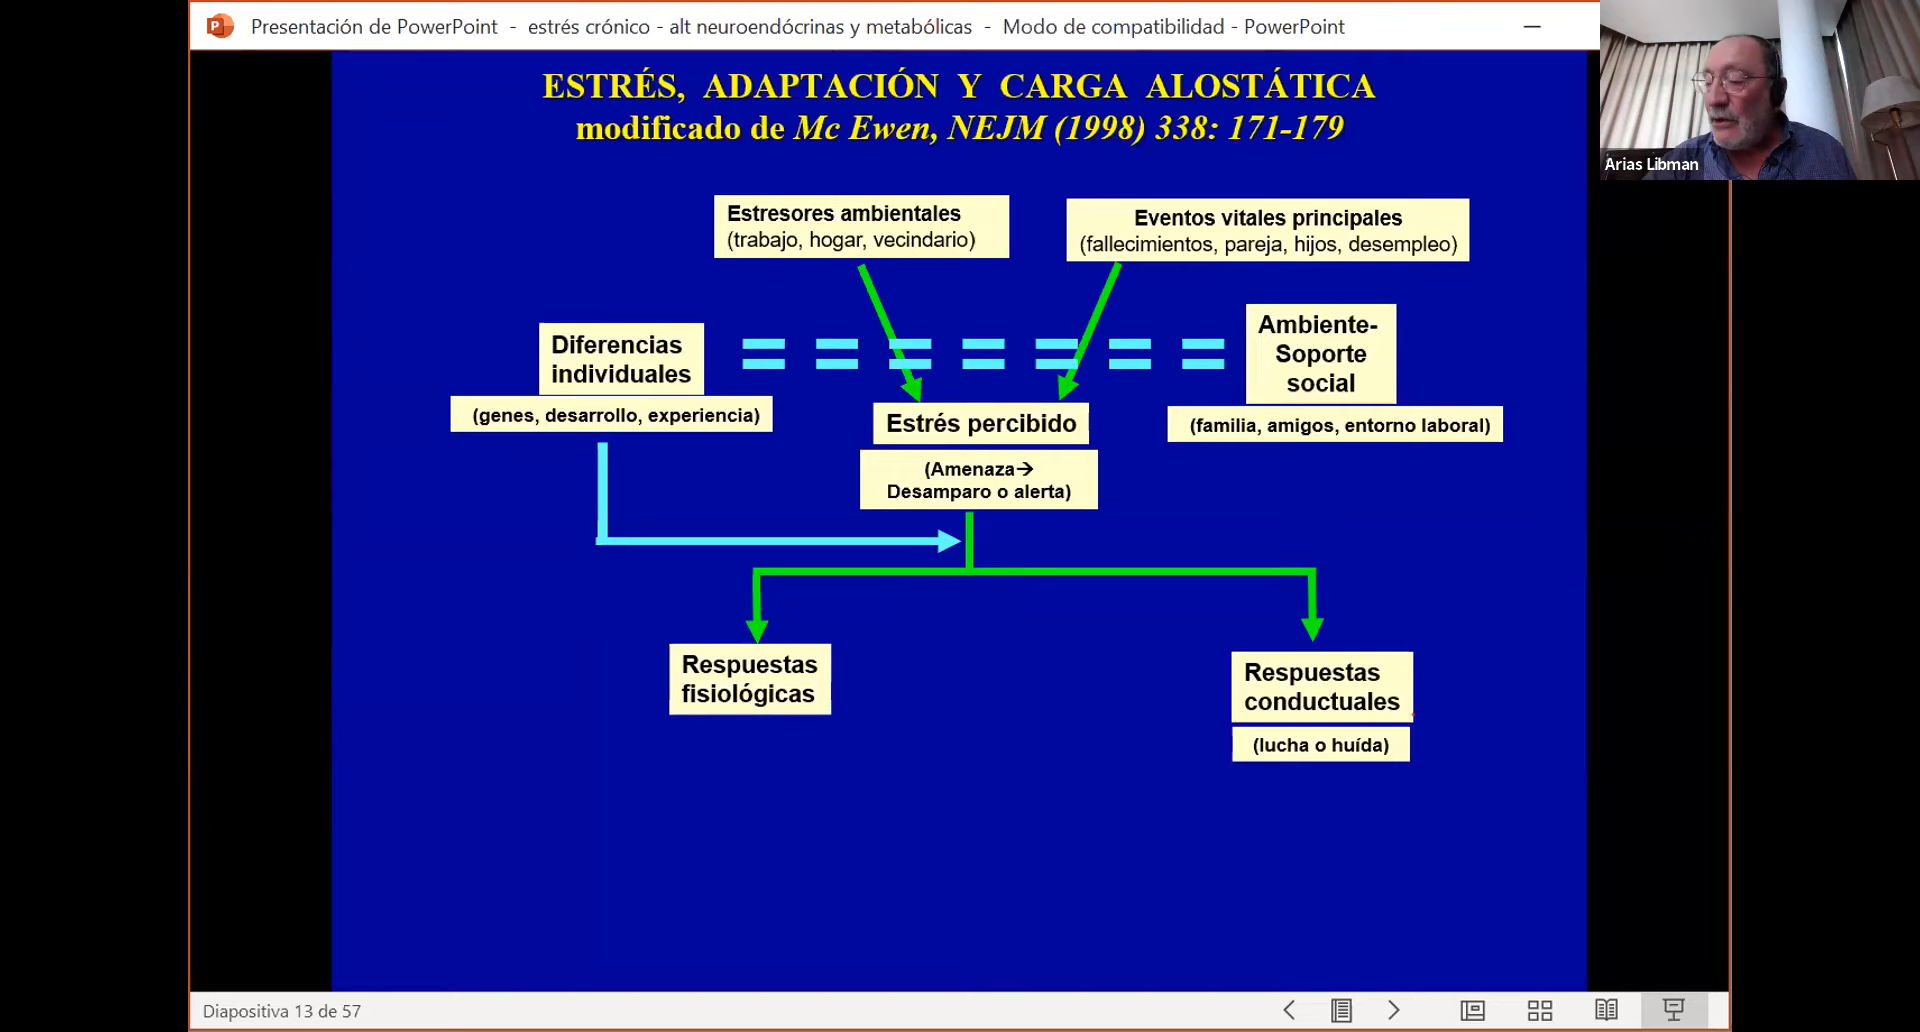 Presentación de PowerPoint - estrés crónico - alt neuroendócrinas y metabólicas - Modo de compatibilidad - PowerPoint
Arias Libman
ESTRÉS, ADAPTACIÓN Y CARGA ALOSTÁTICA
modificado de Mc Ewen, NEJM (1998) 338: 171-179
Estresores ambientales
(trabajo, hogar, vecindario)
Eventos vitales principales
(fallecimientos, pareja, hijos, desempleo)
Diferencias
individuales
(genes, desarrollo, experiencia)
Ambiente-
Soporte
social
(familia, amigos, entorno laboral)
Estrés percibido
(Amenaza→
Desamparo o alerta)
Respuestas
fisiológicas
Respuestas
conductuales
(lucha o huída)
Diapositiva 13 de 57